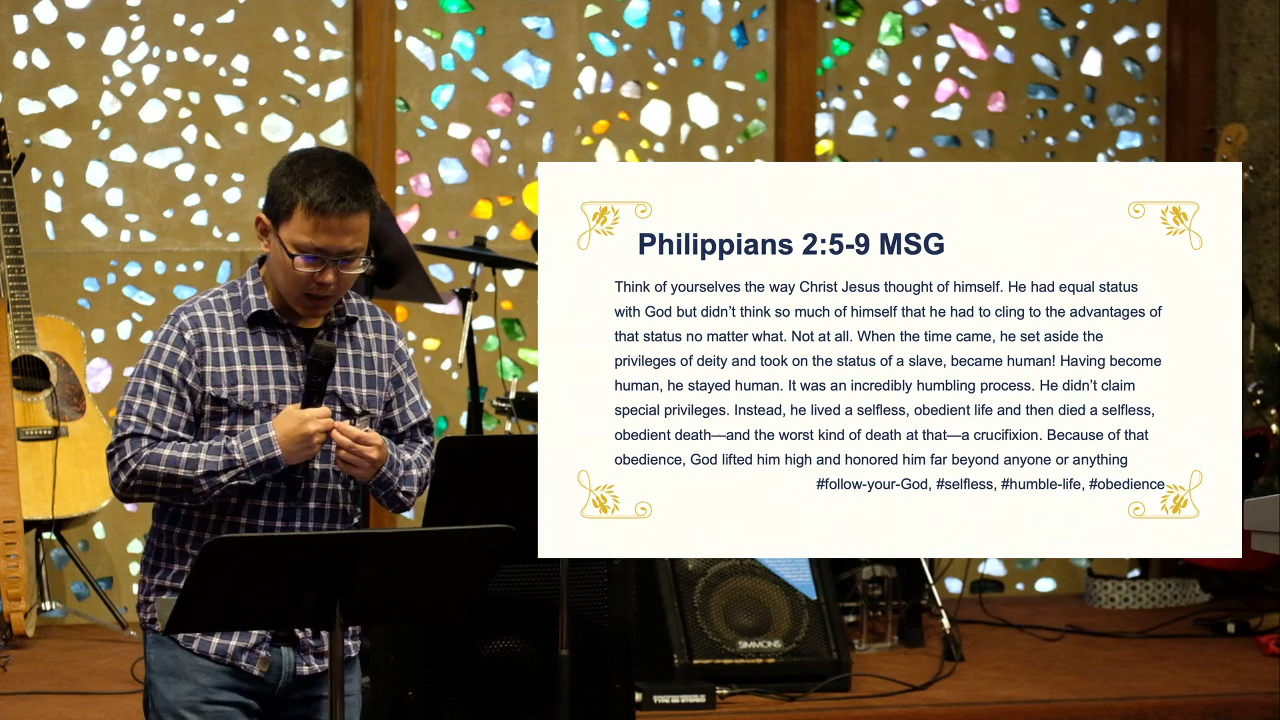 Philippians 2:5-9 MSG
Think of yourselves the way Christ Jesus thought of himself. He had equal status
with God but didn’t think so much of himself that he had to cling to the advantages of
that status no matter what. Not at all. When the time came, he set aside the
privileges of deity and took on the status of a slave, became human! Having become
human, he stayed human. It was an incredibly humbling process. He didn’t claim
special privileges. Instead, he lived a selfless, obedient life and then died a selfless,
obedient death—and the worst kind of death at that—a crucifixion. Because of that
obedience, God lifted him high and honored him far beyond anyone or anything
#follow-your-God, #selfless, #humble-life, #obedience
SIMMONS
TYPE 85 STEREO